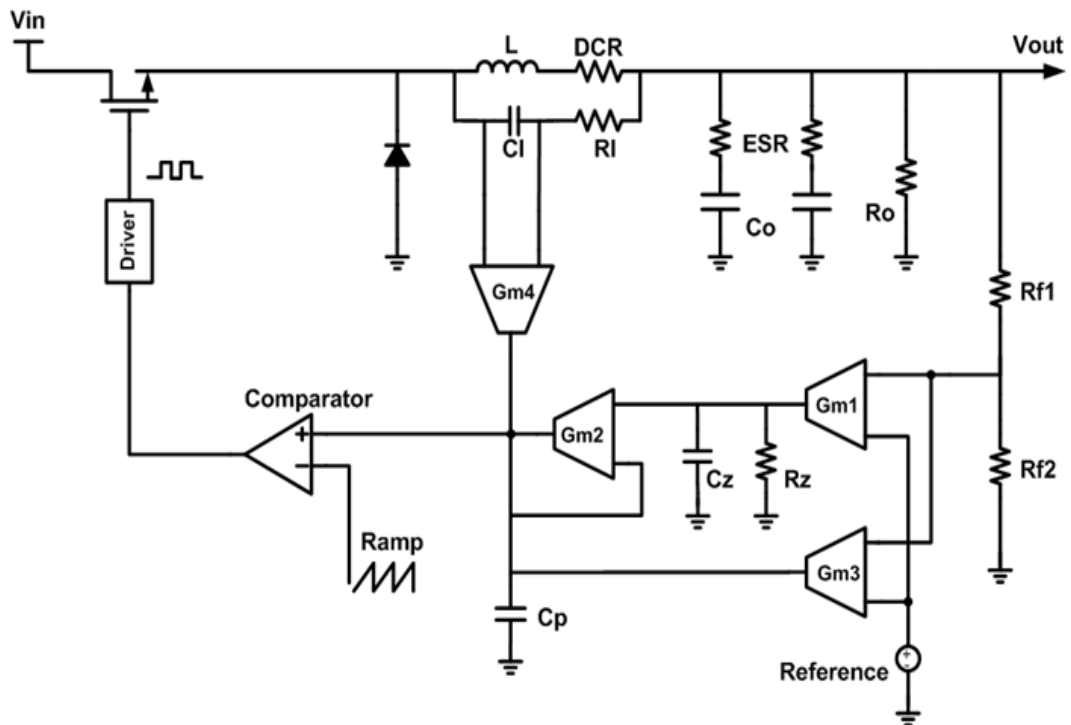 Vin
L
DCR
Vout
Cl
Rl
ESR
Co
Ro
Driver
Gm4
Rf1
Comparator
Gm1
Gm2
+
−
Cz
Rz
Rf2
Ramp
Gm3
Cp
Reference
+
-